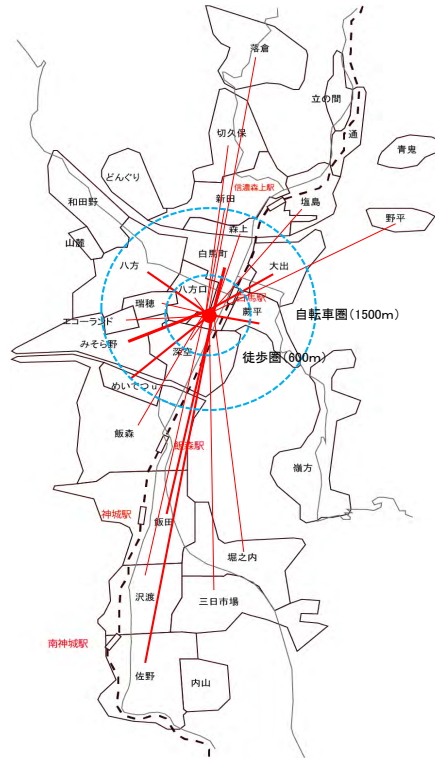 落倉
立の間
通
切久保
青鬼
どんぐり
信濃森上駅
和田野
新田
塩島
野平
森上
山麓
白馬町
八方
大出
八方口
瑞穂
白馬駅
エコーランド
蕨平
自転車圏(1500m)
みそら野
深空
徒歩圏(600m)
めいてつu
飯森
飯森駅
嶺方
神城駅
飯田
堀之内
沢渡
三日市場
南神城駅
佐野
内山